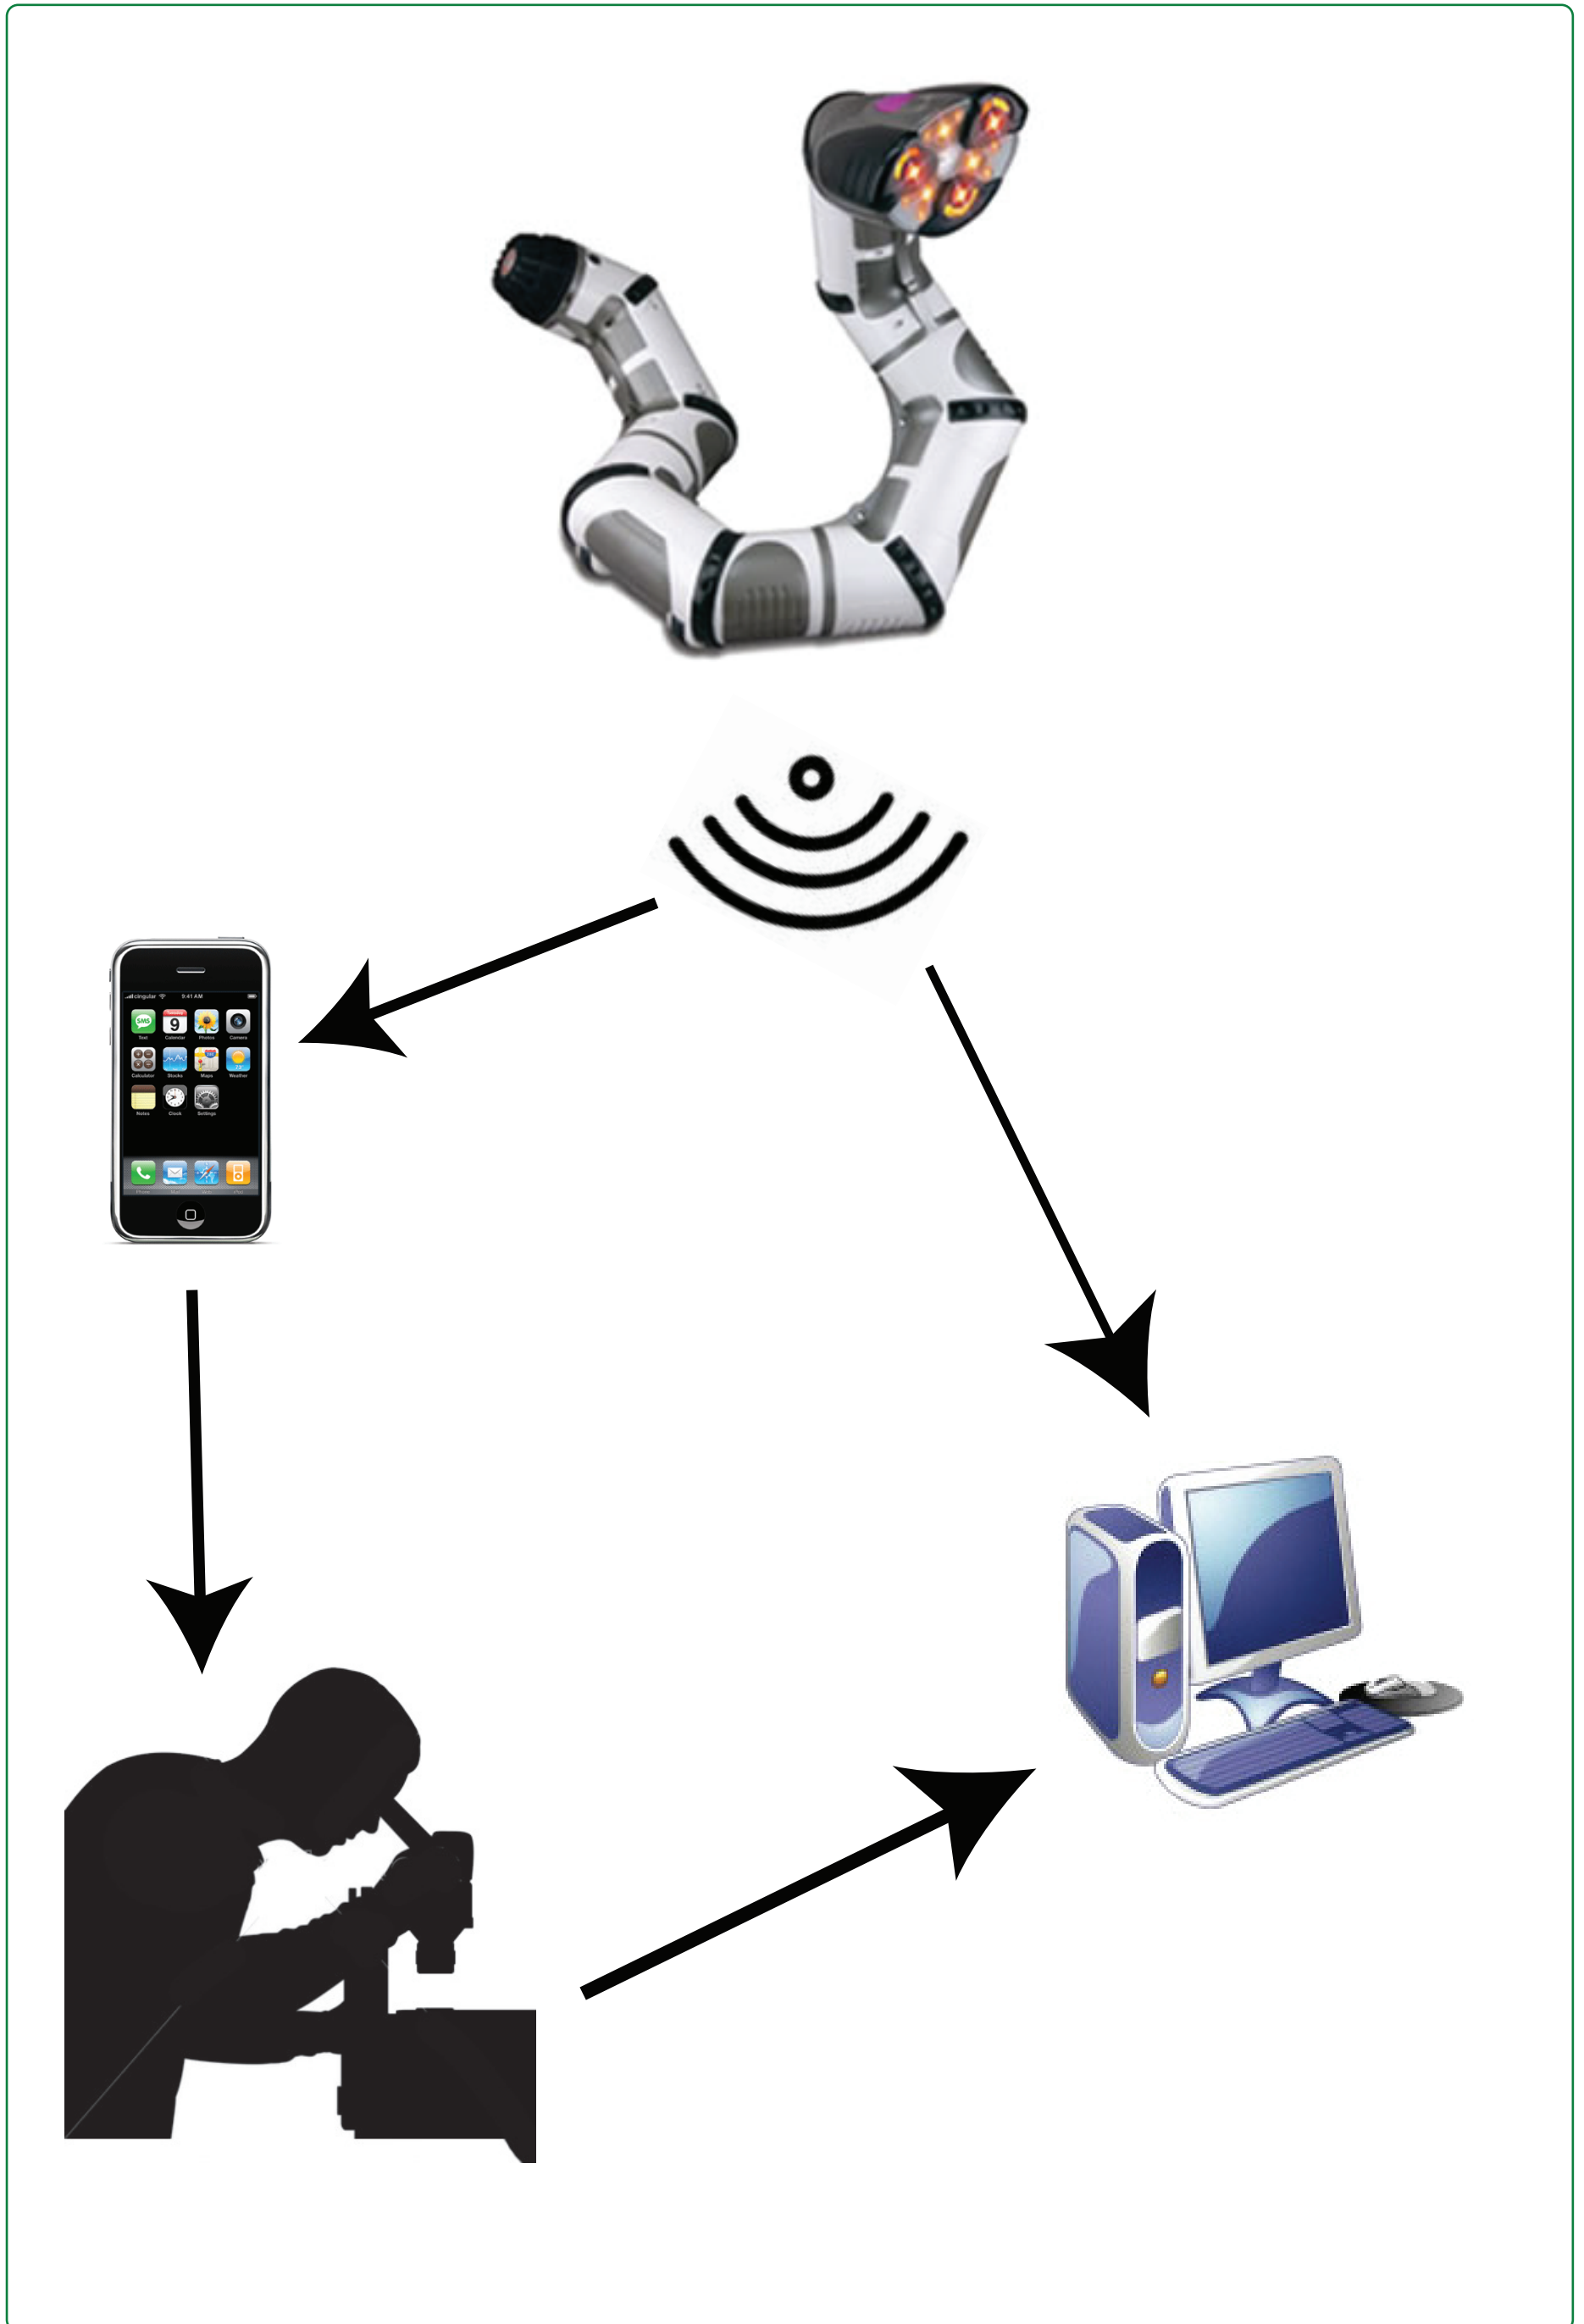 cingular 9:41 AM
SMS 9
Text Calendar Photos Camera
Calculator Stocks Maps Weather
Notes Clock Settings